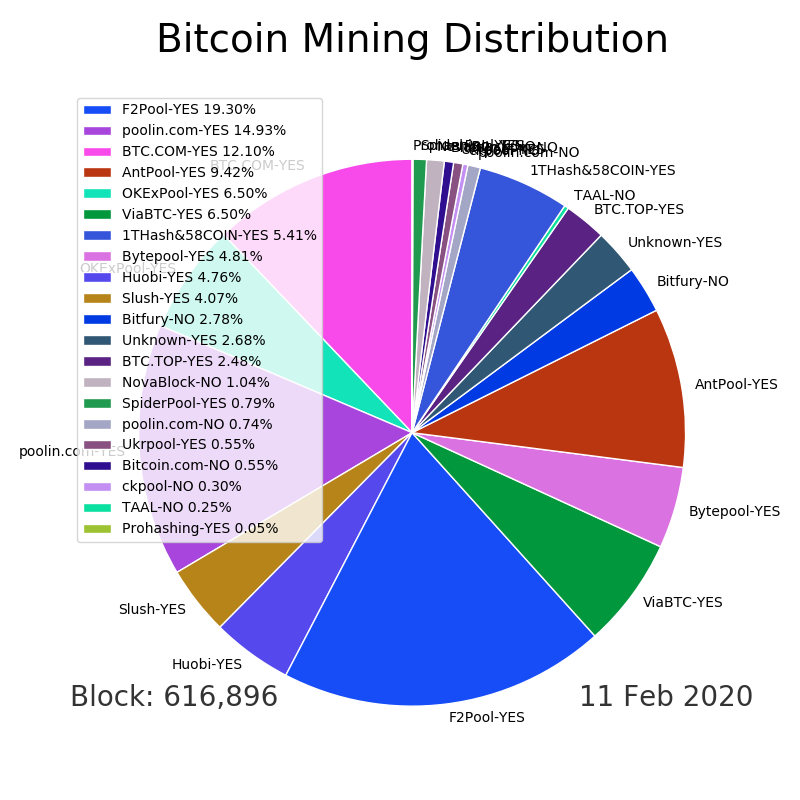 Bitcoin Mining Distribution
F2Pool-YES 19.30%
poolin.com-YES 14.93%
BTC.COM-YES 12.10%
AntPool-YES 9.42%
OKExPool-YES 6.50%
ViaBTC-YES 6.50%
1THash&58COIN-YES 5.41%
Bytepool-YES 4.81%
Huobi-YES 4.76%
Slush-YES 4.07%
Bitfury-NO 2.78%
Unknown-YES 2.68%
BTC.TOP-YES 2.48%
NovaBlock-NO 1.04%
SpiderPool-YES 0.79%
poolin.com-NO 0.74%
Ukrpool-YES 0.55%
Bitcoin.com-NO 0.55%
ckpool-NO 0.30%
TAAL-NO 0.25%
Prohashing-YES 0.05%
poolin.com-NO
1THash&58COIN-YES
TAAL-NO
BTC.TOP-YES
Unknown-YES
Bitfury-NO
AntPool-YES
Bytepool-YES
ViaBTC-YES
F2Pool-YES
Huobi-YES
Slush-YES
poolin.com-YES
OKExPool-YES
BTC.COM-YES
Block: 616,896
11 Feb 2020